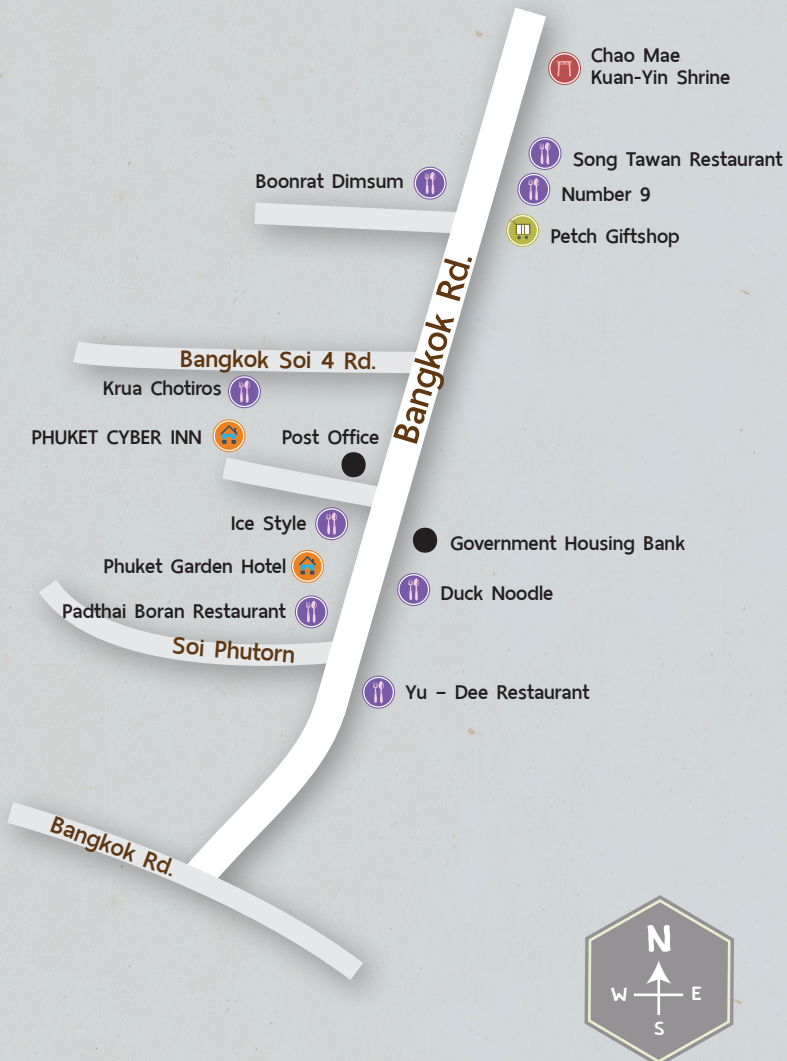 Chao Mae
Kuan-Yin Shrine
Song Tawan Restaurant
Boonrat Dimsum
Number 9
Petch Giftshop
Bangkok Rd.
Bangkok Soi 4 Rd.
Krua Chotiros
PHUKET CYBER INN
Post Office
Ice Style
Government Housing Bank
Phuket Garden Hotel
Duck Noodle
Padthai Boran Restaurant
Soi Phutorn
Yu – Dee Restaurant
Bangkok Rd.
N
W E
S